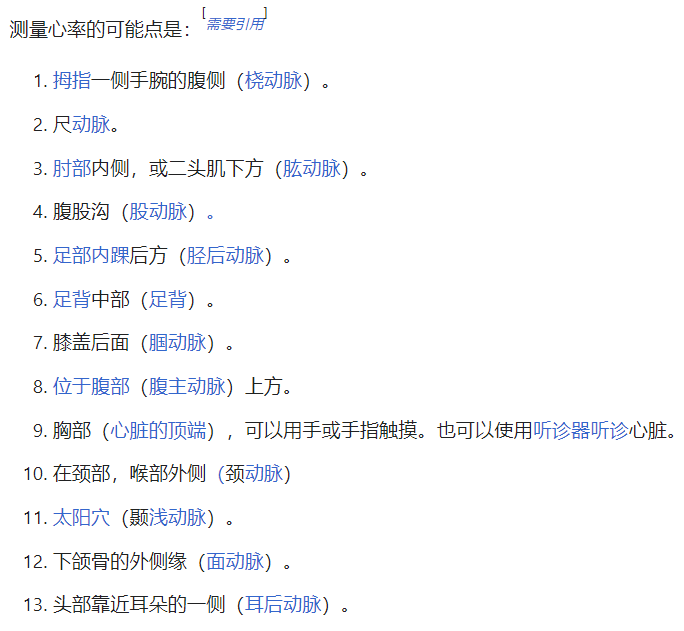 测量心率的可能点是：[需要引用]
1. 拇指一侧手腕的腹侧（桡动脉）。
2. 尺动脉。
3. 肘部内侧，或二头肌下方（肱动脉）。
4. 腹股沟（股动脉）。
5. 足部内踝后方（胫后动脉）。
6. 足背中部（足背）。
7. 膝盖后面（腘动脉）。
8. 位于腹部（腹主动脉）上方。
9. 胸部（心脏的顶端），可以用手或手指触摸。也可以使用听诊器听诊心脏。
10. 在颈部，喉部外侧（颈动脉）
11. 太阳穴（颞浅动脉）。
12. 下颌骨的外侧缘（面动脉）。
13. 头部靠近耳朵的一侧（耳后动脉）。